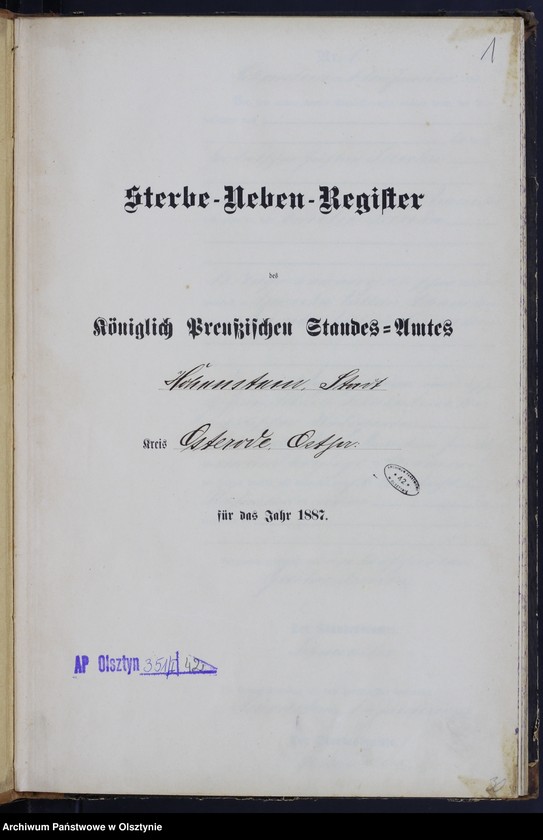 1
Sterbe-Neben-Register
des
Königlich Preußischen Standes-Amtes
Hohenstein, Stadt
Kreis Osterode, Ostpr.
42
für das Jahr 1887.
AP Olsztyn 351/1
Archiwum Państwowe w Olsztynie